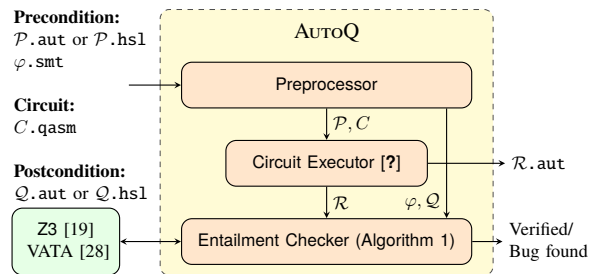 Precondition:
𝒫.aut or 𝒫.hsl
φ.smt
Circuit:
C.qasm
Postcondition:
𝒬.aut or 𝒬.hsl
Z3 [19]
VATA [28]
AUTOQ
Preprocessor
𝒫, C
Circuit Executor [?]
ℛ
φ, 𝒬
Entailment Checker (Algorithm 1)
ℛ.aut
Verified/
Bug found